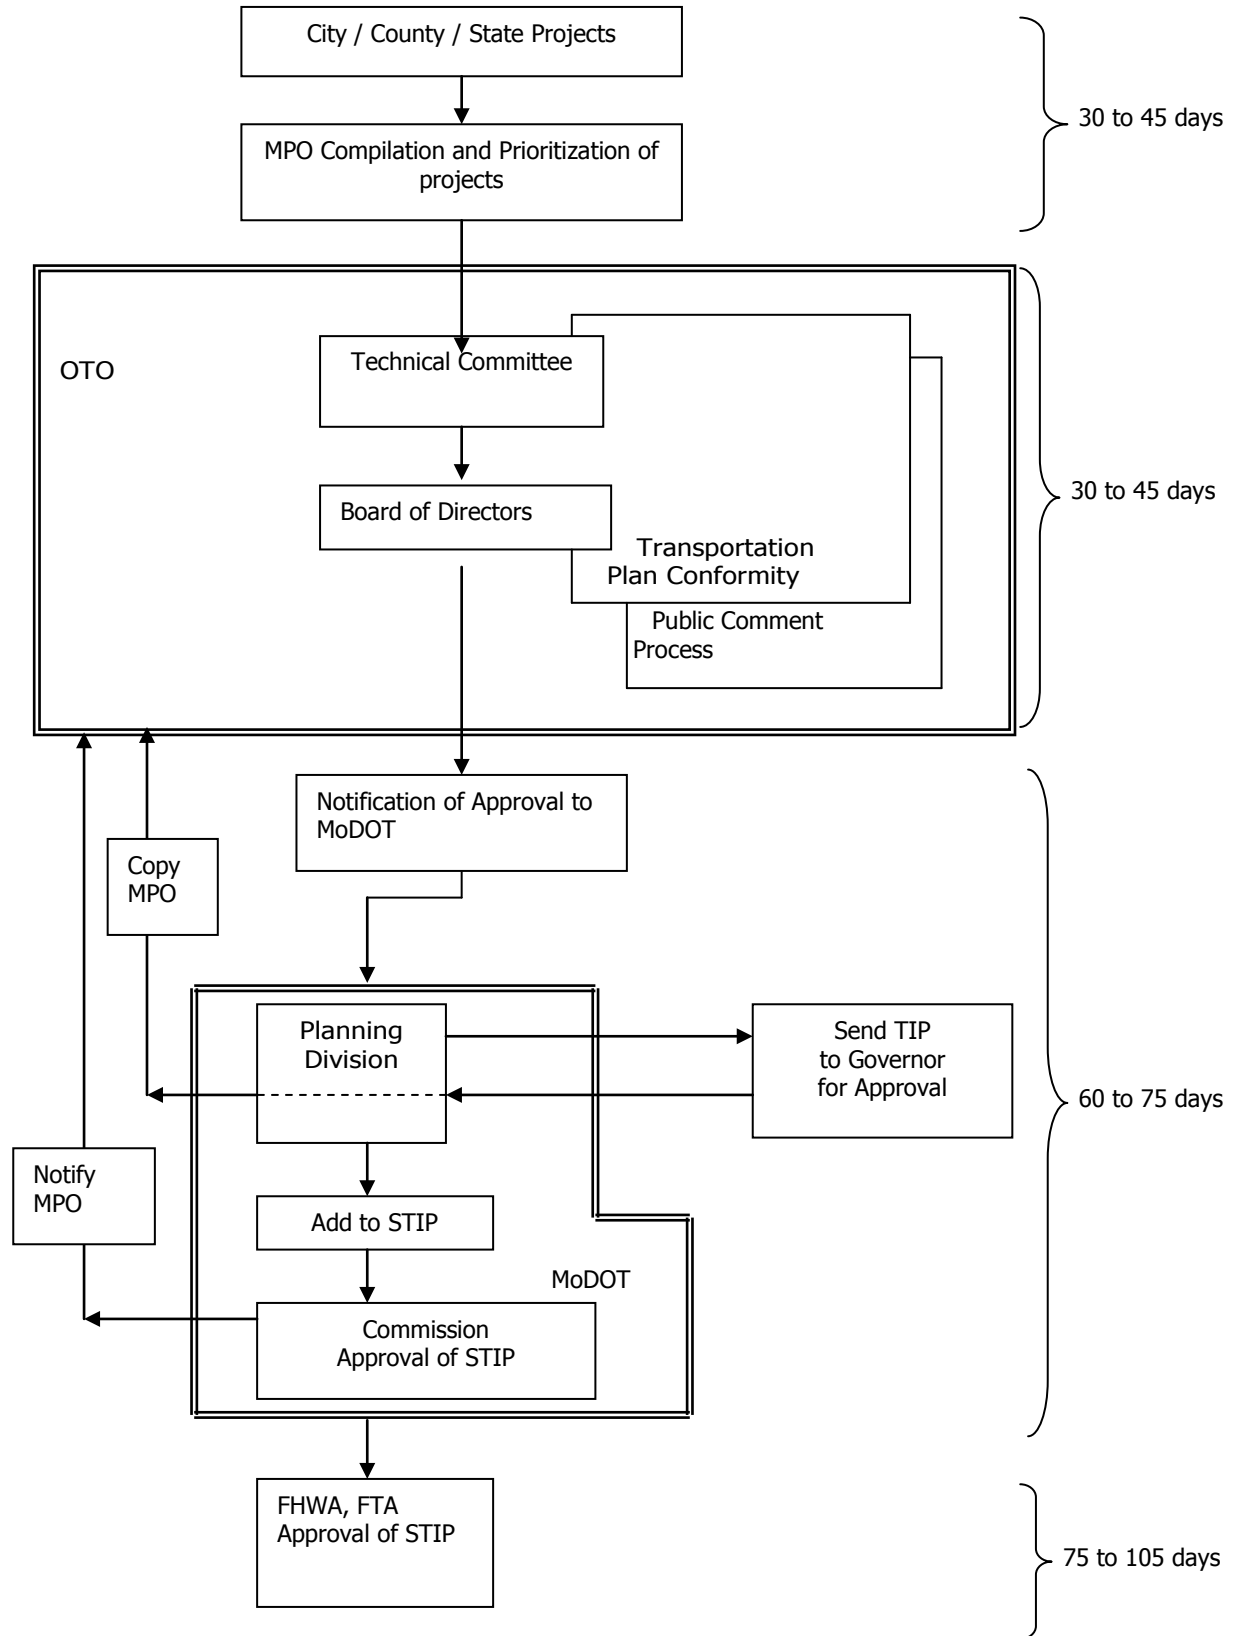 City / County / State Projects
30 to 45 days
MPO Compilation and Prioritization of
projects
OTO
Technical Committee
Board of Directors
30 to 45 days
Transportation
Plan Conformity
Public Comment
Process
Notification of Approval to
MoDOT
Copy
MPO
Planning
Division
Send TIP
to Governor
for Approval
60 to 75 days
Notify
MPO
Add to STIP
MoDOT
Commission
Approval of STIP
FHWA, FTA
Approval of STIP
75 to 105 days